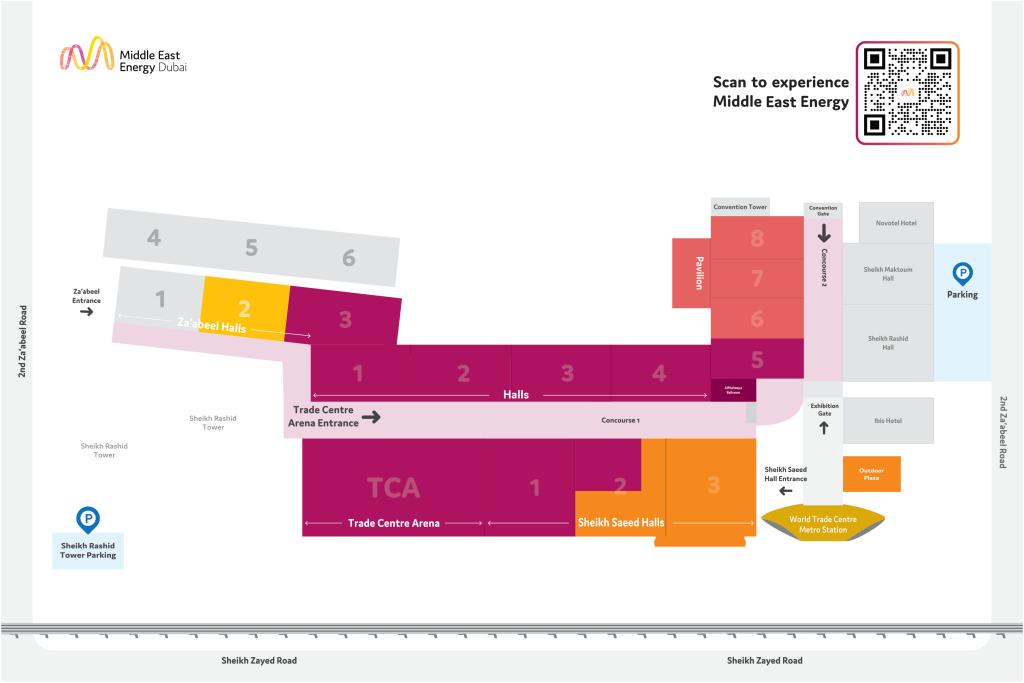 Middle East
Energy Dubai
Scan to experience
Middle East Energy
4
5
6
1
2
3
Za'abeel Halls
Za'abeel
Entrance
2nd Za'abeel Road
Convention Tower
8
7
6
5
Pavilion
Convention
Gate
Concourse 2
Novotel Hotel
Sheikh Maktoum
Hall
Sheikh Rashid
Hall
P
Parking
1
2
3
4
Halls
Trade Centre
Arena Entrance
Concourse 1
Exhibition
Gate
Ibis Hotel
2nd Za'abeel Road
Sheikh Rashid
Tower
Sheikh Rashid
Tower
TCA
1
2
3
Trade Centre Arena
Sheikh Saeed Halls
Sheikh Saeed
Hall Entrance
Outdoor
Plaza
World Trade Centre
Metro Station
P
Sheikh Rashid
Tower Parking
Sheikh Zayed Road
Sheikh Zayed Road